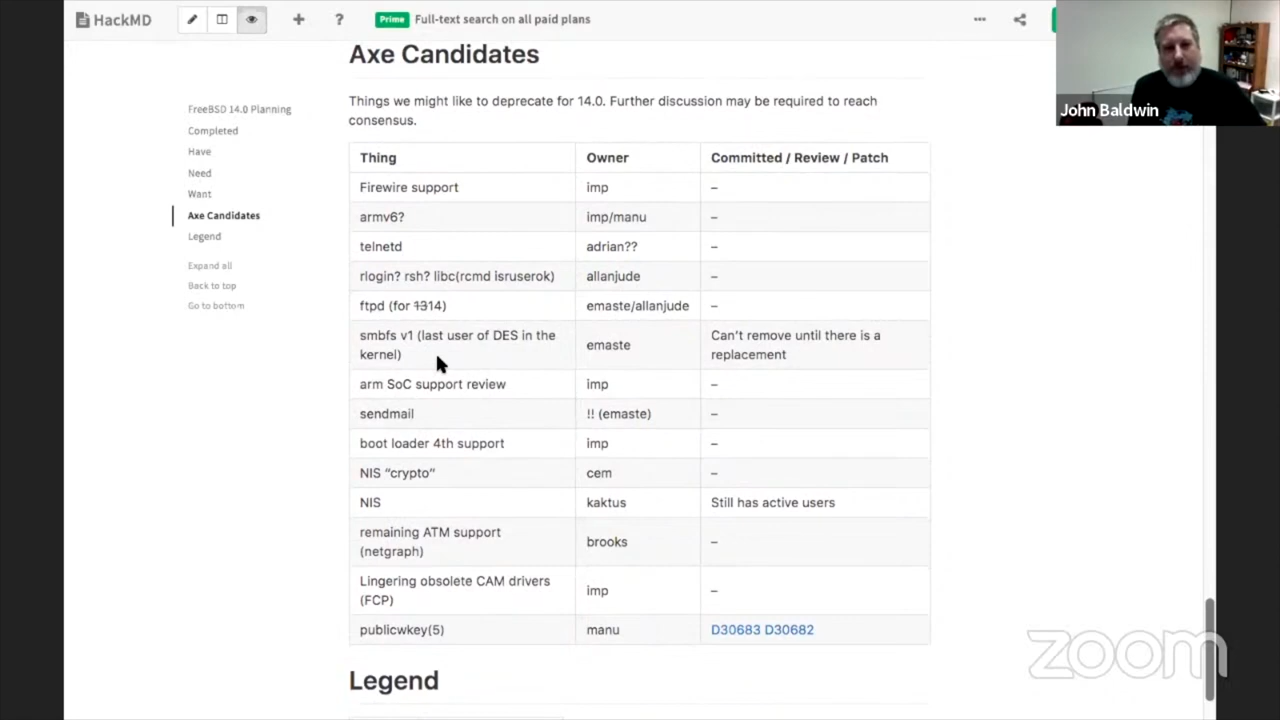 HackMD
Prime Full-text search on all paid plans
John Baldwin
FreeBSD 14.0 Planning
Completed
Have
Need
Want
Axe Candidates
Legend
Expand all
Back to top
Go to bottom
Axe Candidates
Things we might like to deprecate for 14.0. Further discussion may be required to reach
consensus.
Thing Owner Committed / Review / Patch
Firewire support imp –
armv6? imp/manu –
telnetd adrian?? –
rlogin? rsh? libc(rcmd isruserok) allanjude –
ftpd (for 1314) emaste/allanjude –
smbfs v1 (last user of DES in the
kernel)
emaste
Can't remove until there is a
replacement
arm SoC support review imp –
sendmail !! (emaste) –
boot loader 4th support imp –
NIS “crypto” cem –
NIS kaktus Still has active users
remaining ATM support
(netgraph)
brooks –
Lingering obsolete CAM drivers
(FCP)
imp –
publicwkey(5) manu D30683 D30682
Legend
zoom